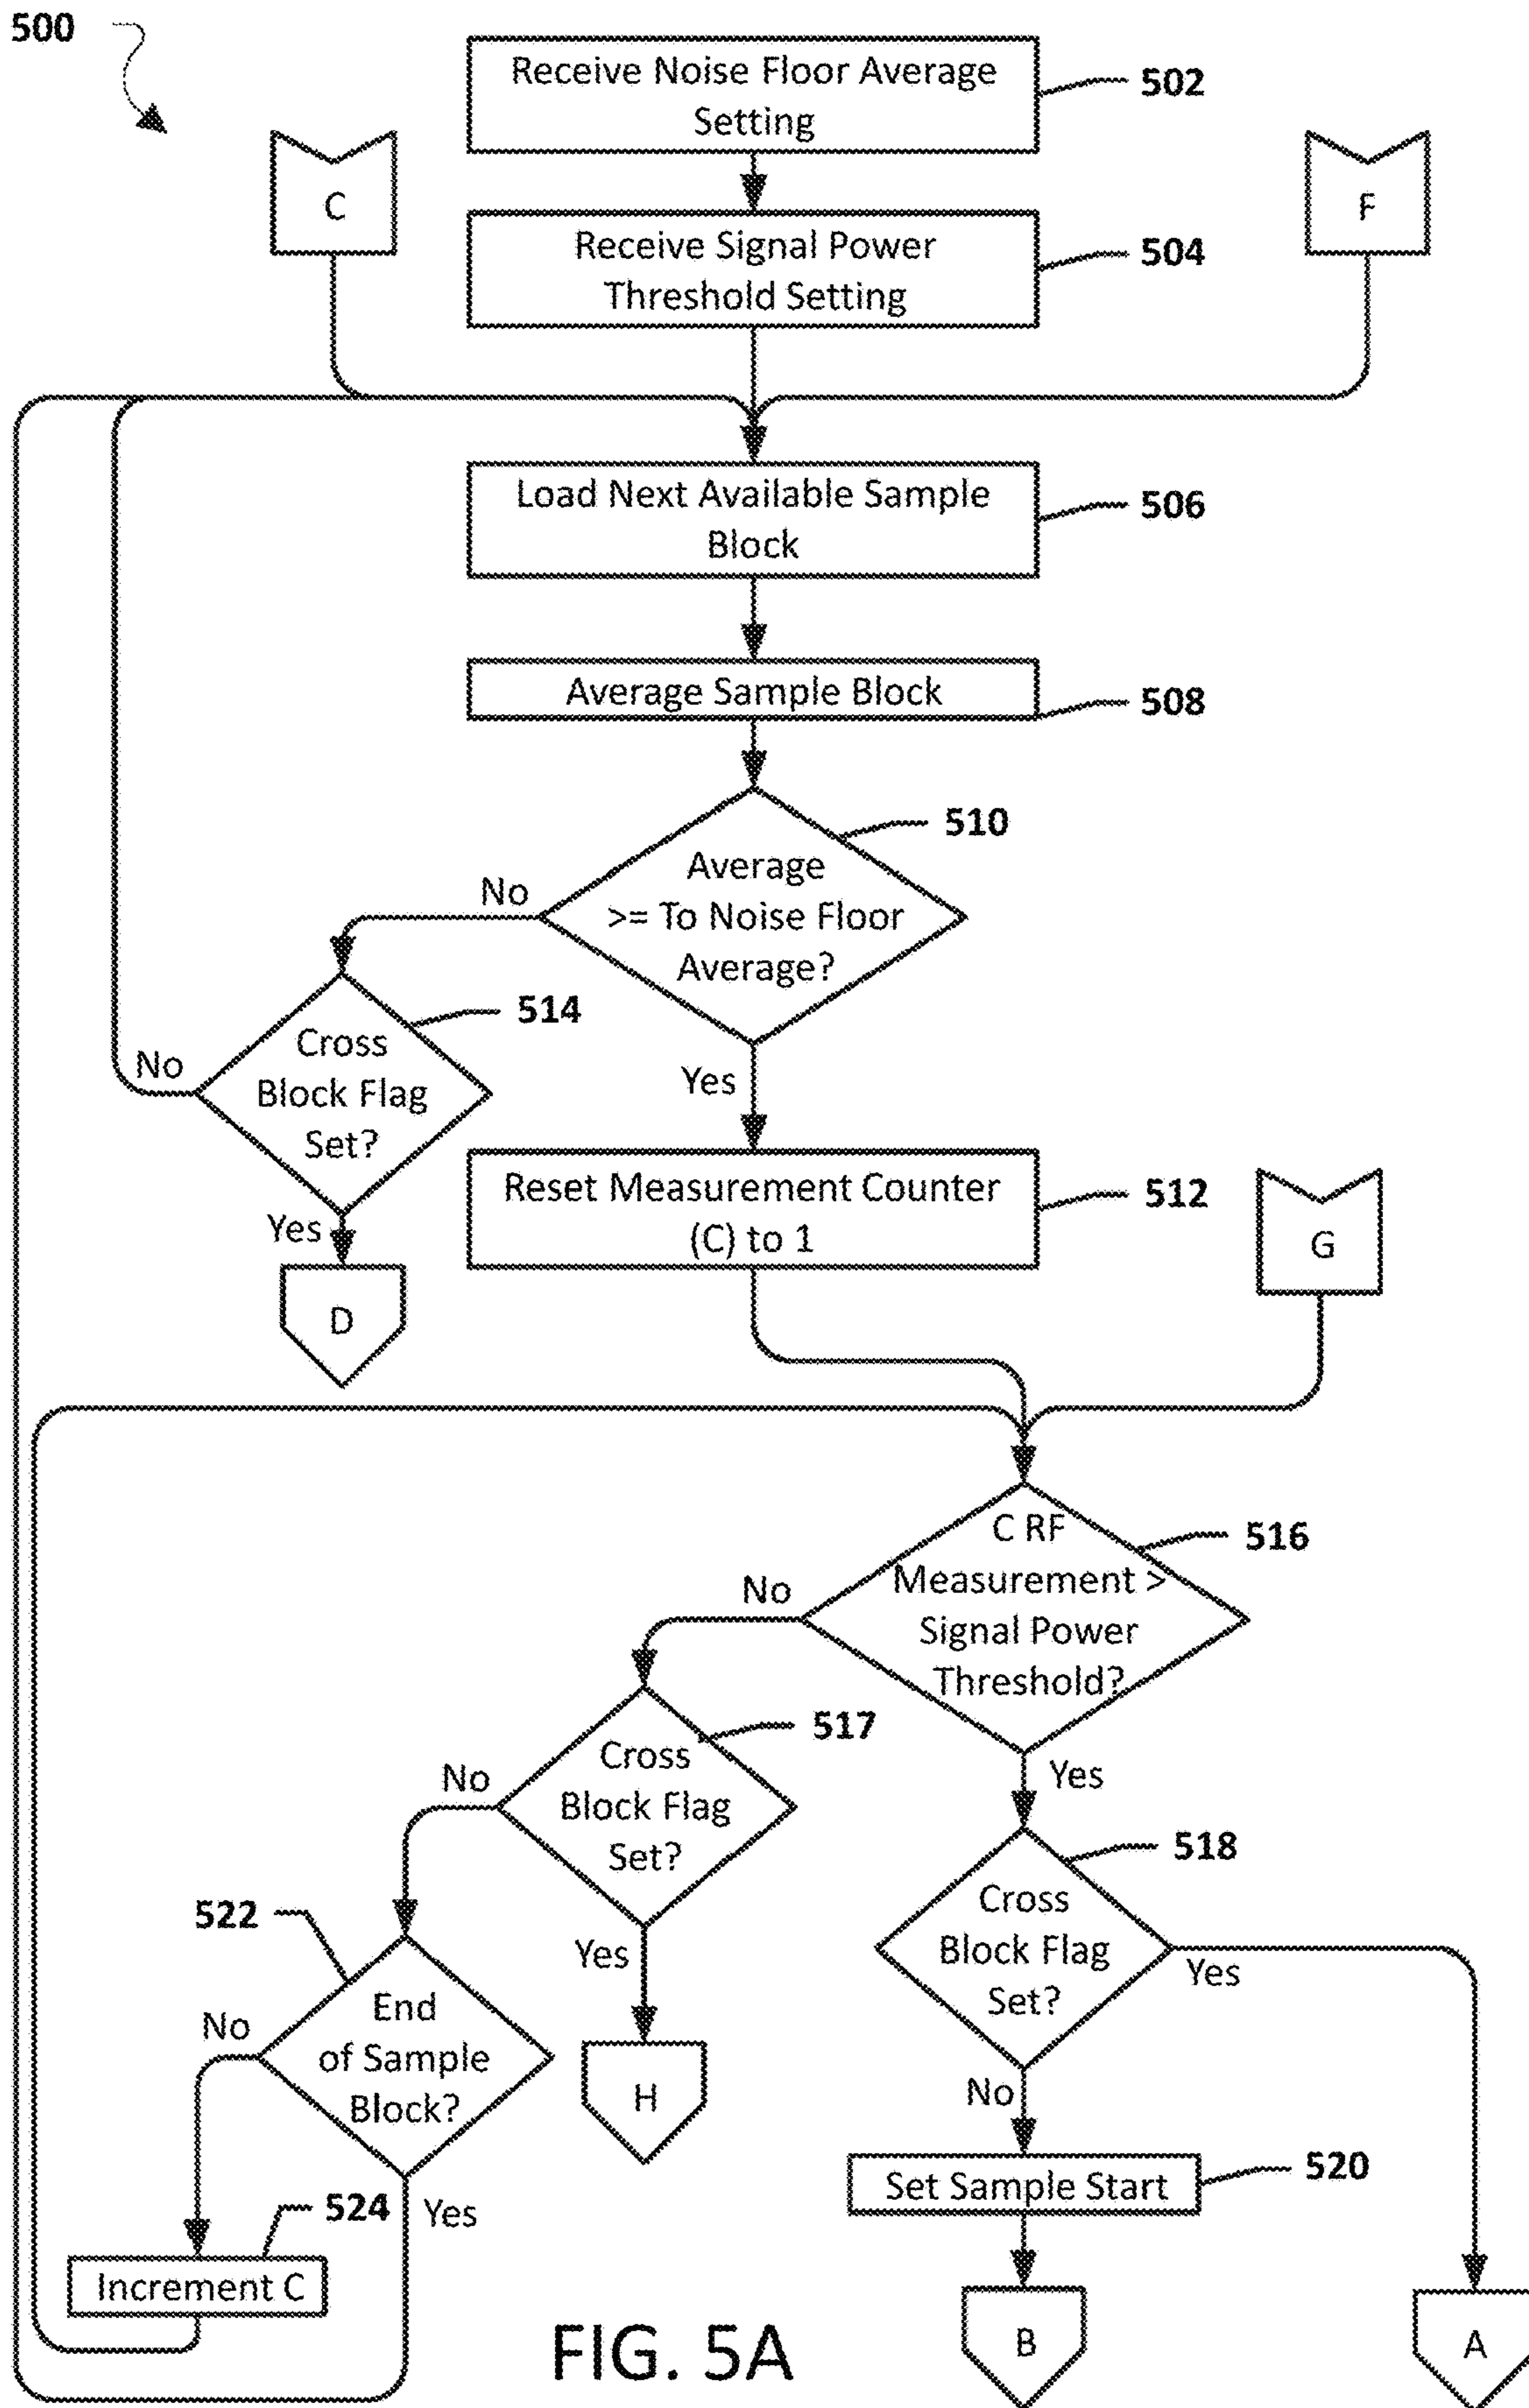 500
Receive Noise Floor Average
Setting
502
C
F
Receive Signal Power
Threshold Setting
504
Load Next Available Sample
Block
506
Average Sample Block
508
510
Average
>= To Noise Floor
Average?
No
514
Cross
Block Flag
Set?
No
Yes
Yes
D
Reset Measurement Counter
(C) to 1
512
G
C RF
Measurement >
Signal Power
Threshold?
516
No
Yes
517
Cross
Block Flag
Set?
No
Yes
H
518
Cross
Block Flag
Set?
Yes
No
522
End
of Sample
Block?
No
Yes
Set Sample Start
520
524
Increment C
B
A
FIG. 5A